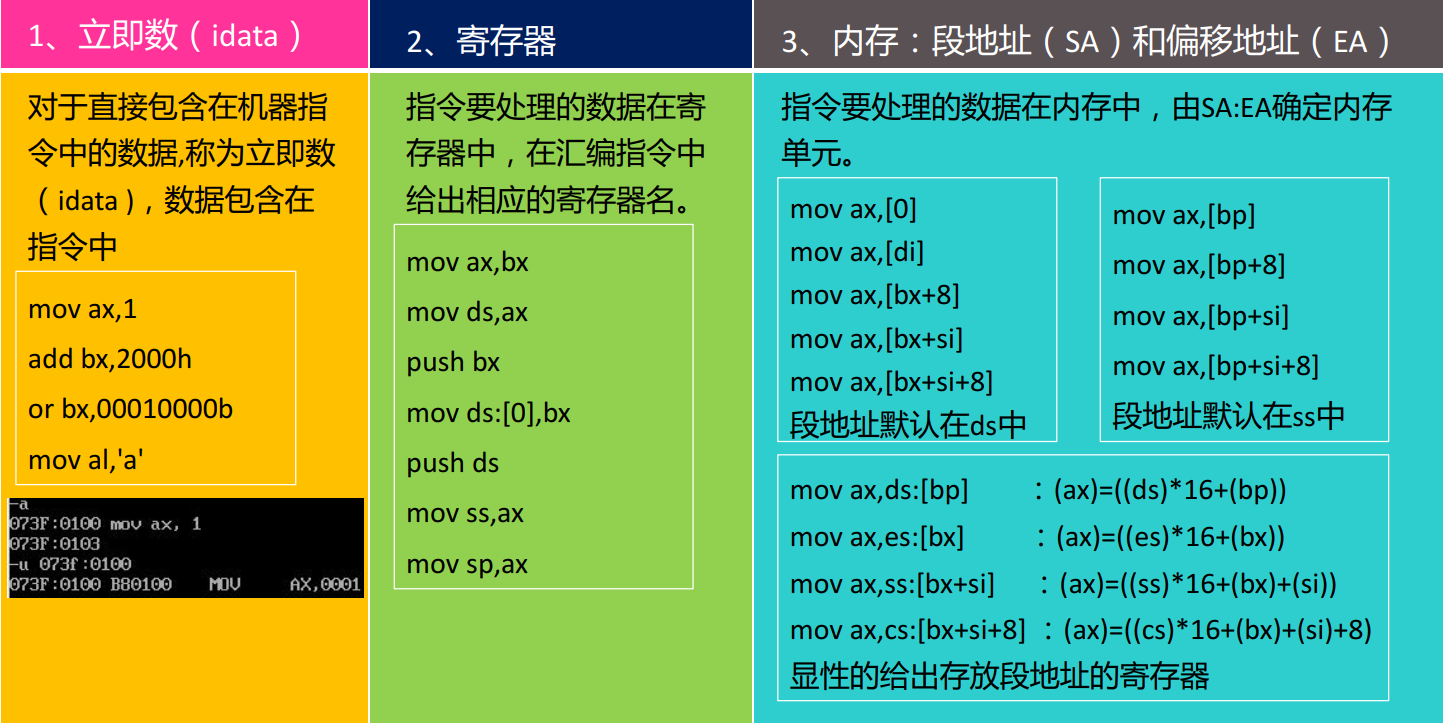 1、立即数（idata）
对于直接包含在机器指
令中的数据,称为立即数
（idata )，数据包含在
指令中
mov ax,1
add bx,2000h
or bx,00010000b
mov al,'a'
-a
073F:0100 mov ax, 1
073F:0103
-u 073f:0100
073F:0100 B80100 MOV AX,0001
2、寄存器
指令要处理的数据在寄
存器中，在汇编指令中
给出相应的寄存器名。
mov ax,bx
mov ds,ax
push bx
mov ds:[0],bx
push ds
mov ss,ax
mov sp,ax
3、内存：段地址（SA）和偏移地址（EA）
指令要处理的数据在内存中，由SA:EA确定内存
单元。
mov ax,[0]
mov ax,[di]
mov ax,[bx+8]
mov ax,[bx+si]
mov ax,[bx+si+8]
段地址默认在ds中
mov ax,[bp]
mov ax,[bp+8]
mov ax,[bp+si]
mov ax,[bp+si+8]
段地址默认在ss中
mov ax,ds:[bp] ：(ax)=((ds)*16+(bp))
mov ax,es:[bx] ：(ax)=((es)*16+(bx))
mov ax,ss:[bx+si] ：(ax)=((ss)*16+(bx)+(si))
mov ax,cs:[bx+si+8] ：(ax)=((cs)*16+(bx)+(si)+8)
显性的给出存放段地址的寄存器